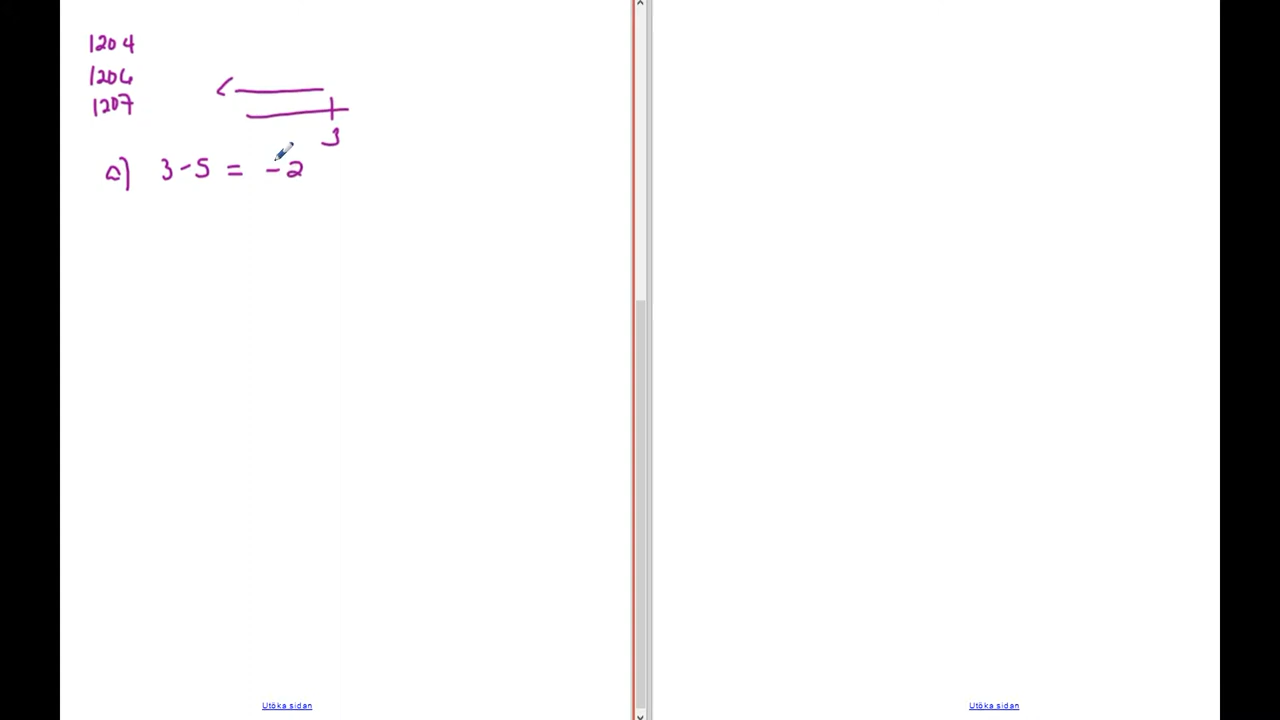 1204
1206
1207
3
a) 3-5 = -2
Utöka sidan
Utöka sidan